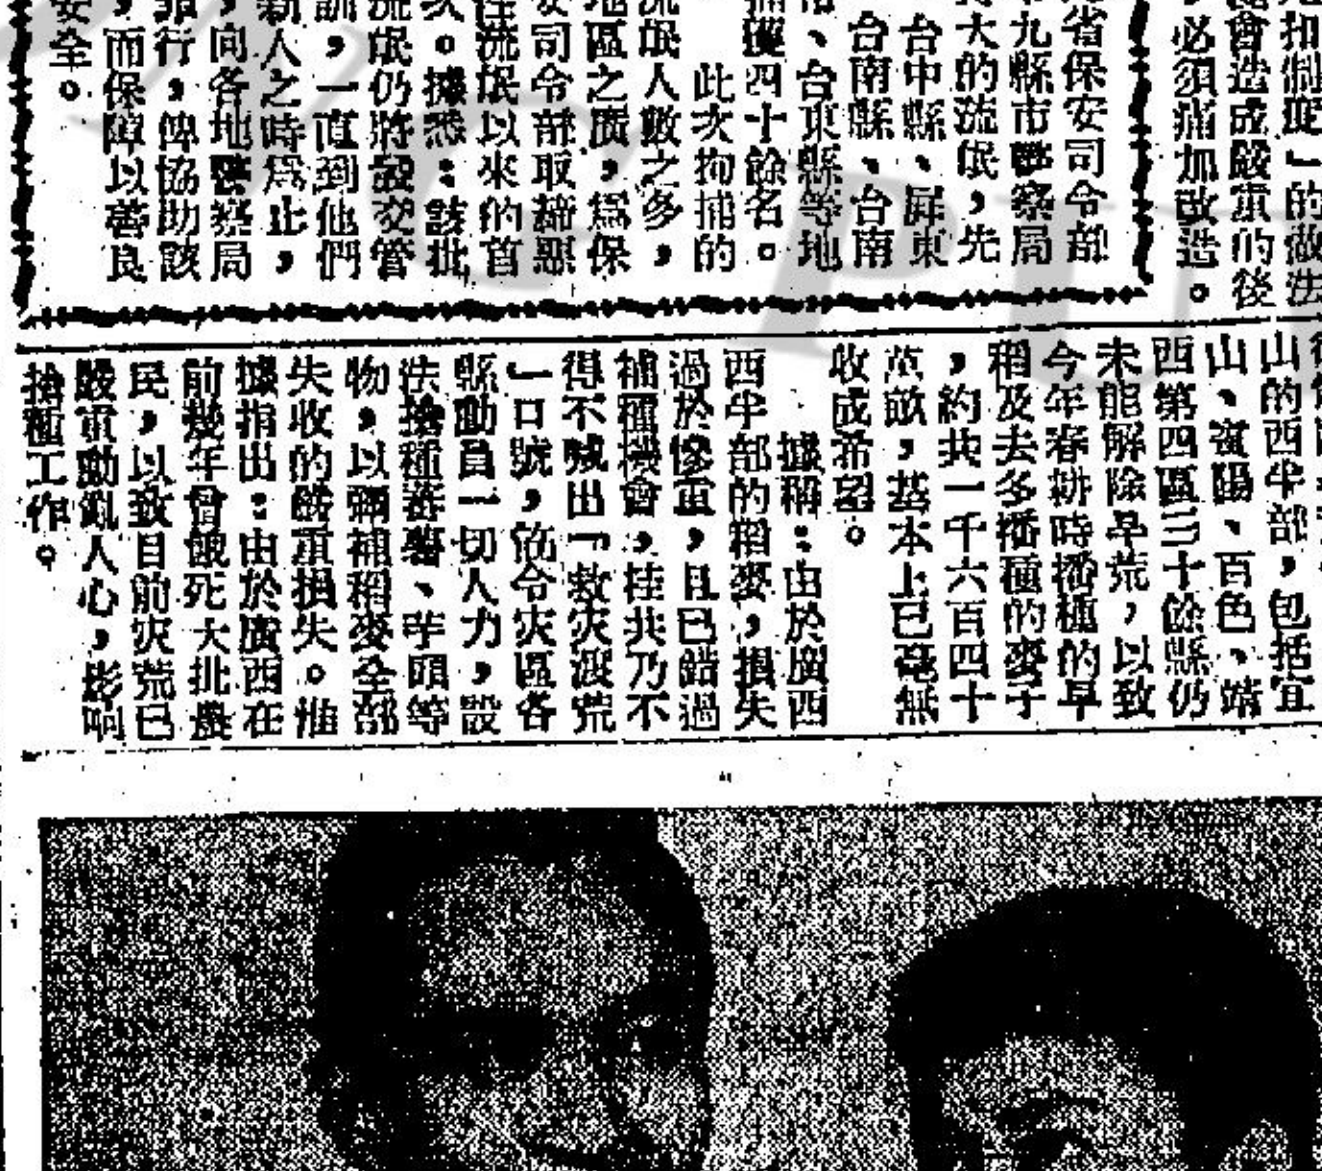 扣制度」的做法
會造成嚴重的後
必須痛加改造。
省保安司令部
九縣市警察局
大的流氓,先
台中縣、屏東
台南縣、台南
、台東縣等地
捕獲四十餘名。
此次拘捕的
流氓人數之多,
地區之廣,爲保
安司令部取締惡
性流氓以來的首
次。據悉:該批
流氓仍將設交管
訓,一直到他們
新人之時爲止,
,向各地警察局
罪行,俾協助該
,而保障以善良
安全。
山的西半部,包括宜
山、賓陽、百色、靖
西第四區三十餘縣仍
未能解除旱荒,以致
今年春耕時播種的早
稻及去冬播種的麥子
,約共一千六百四十
萬畝,基本上已毫無
收成希望。
據稱:由於廣西
西半部的稻麥,損失
過於慘重,且已錯過
補種機會,桂共乃不
得不喊出「救灾渡荒
」口號,飭令灾區各
縣動員一切人力,設
法搶種蕃薯、芋頭等
物,以彌補稻麥全部
失收的嚴重損失。惟
據指出:由於廣西在
前幾年曾餓死大批農
民,以致目前灾荒已
嚴重動亂人心,影响
搶種工作。